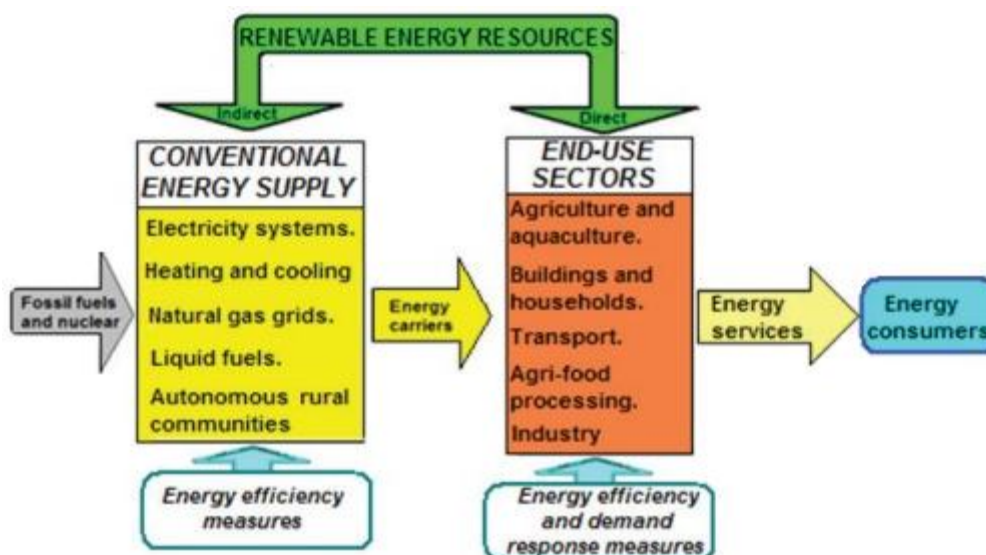 RENEWABLE ENERGY RESOURCES
Indirect
Direct
CONVENTIONAL
ENERGY SUPPLY
Electricity systems.
Heating and cooling
Natural gas grids.
Liquid fuels.
Autonomous rural
communities
END-USE
SECTORS
Agriculture and
aquaculture.
Buildings and
households.
Transport.
Agri-food
processing.
Industry
Fossil fuels
and nuclear
Energy
carriers
Energy
services
Energy
consumers
Energy efficiency
measures
Energy efficiency
and demand
response measures